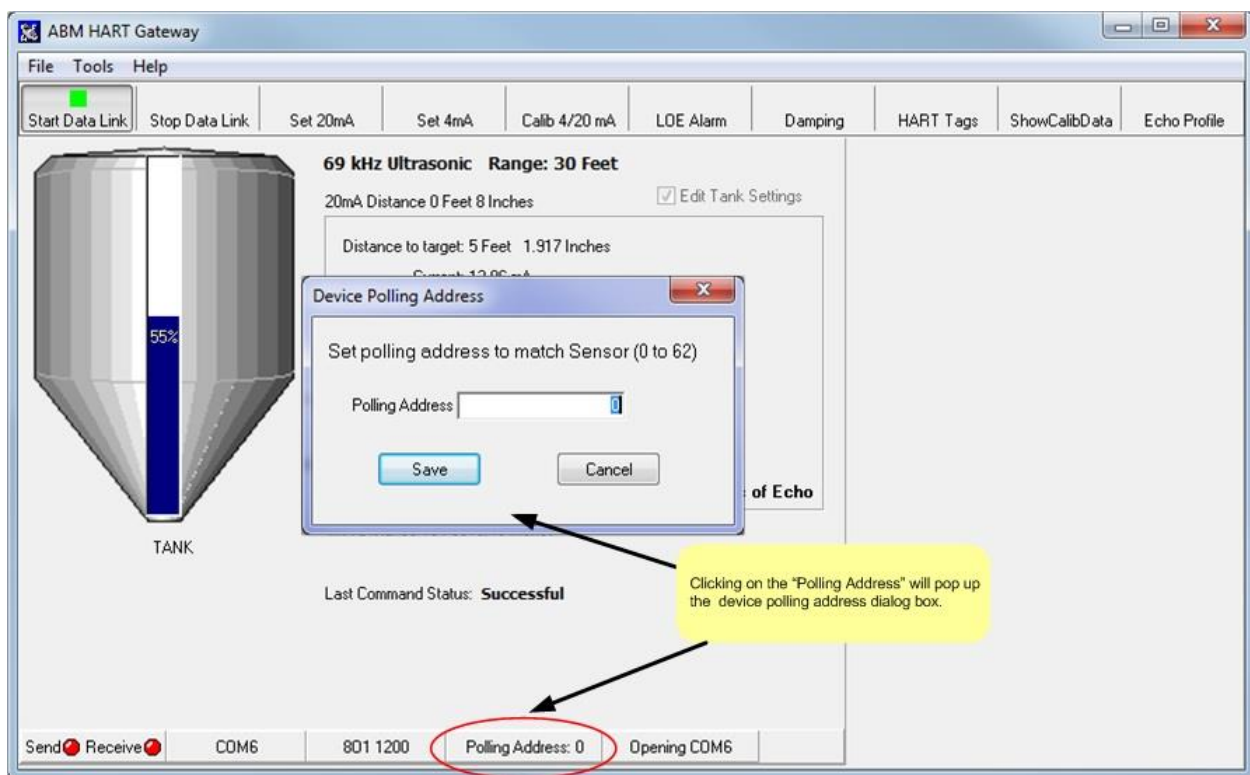 ABM HART Gateway
File Tools Help
Start Data Link Stop Data Link Set 20mA Set 4mA Calib 4/20 mA LOE Alarm Damping HART Tags ShowCalibData Echo Profile
69 kHz Ultrasonic Range: 30 Feet
20mA Distance 0 Feet 8 Inches
Edit Tank Settings
Distance to target: 5 Feet 1.917 Inches
55%
TANK
Device Polling Address
Set polling address to match Sensor (0 to 62)
Polling Address 0
Save Cancel
of Echo
Last Command Status: Successful
Clicking on the "Polling Address" will pop up
the device polling address dialog box.
Send Receive COM6 8O1 1200 Polling Address: 0 Opening COM6